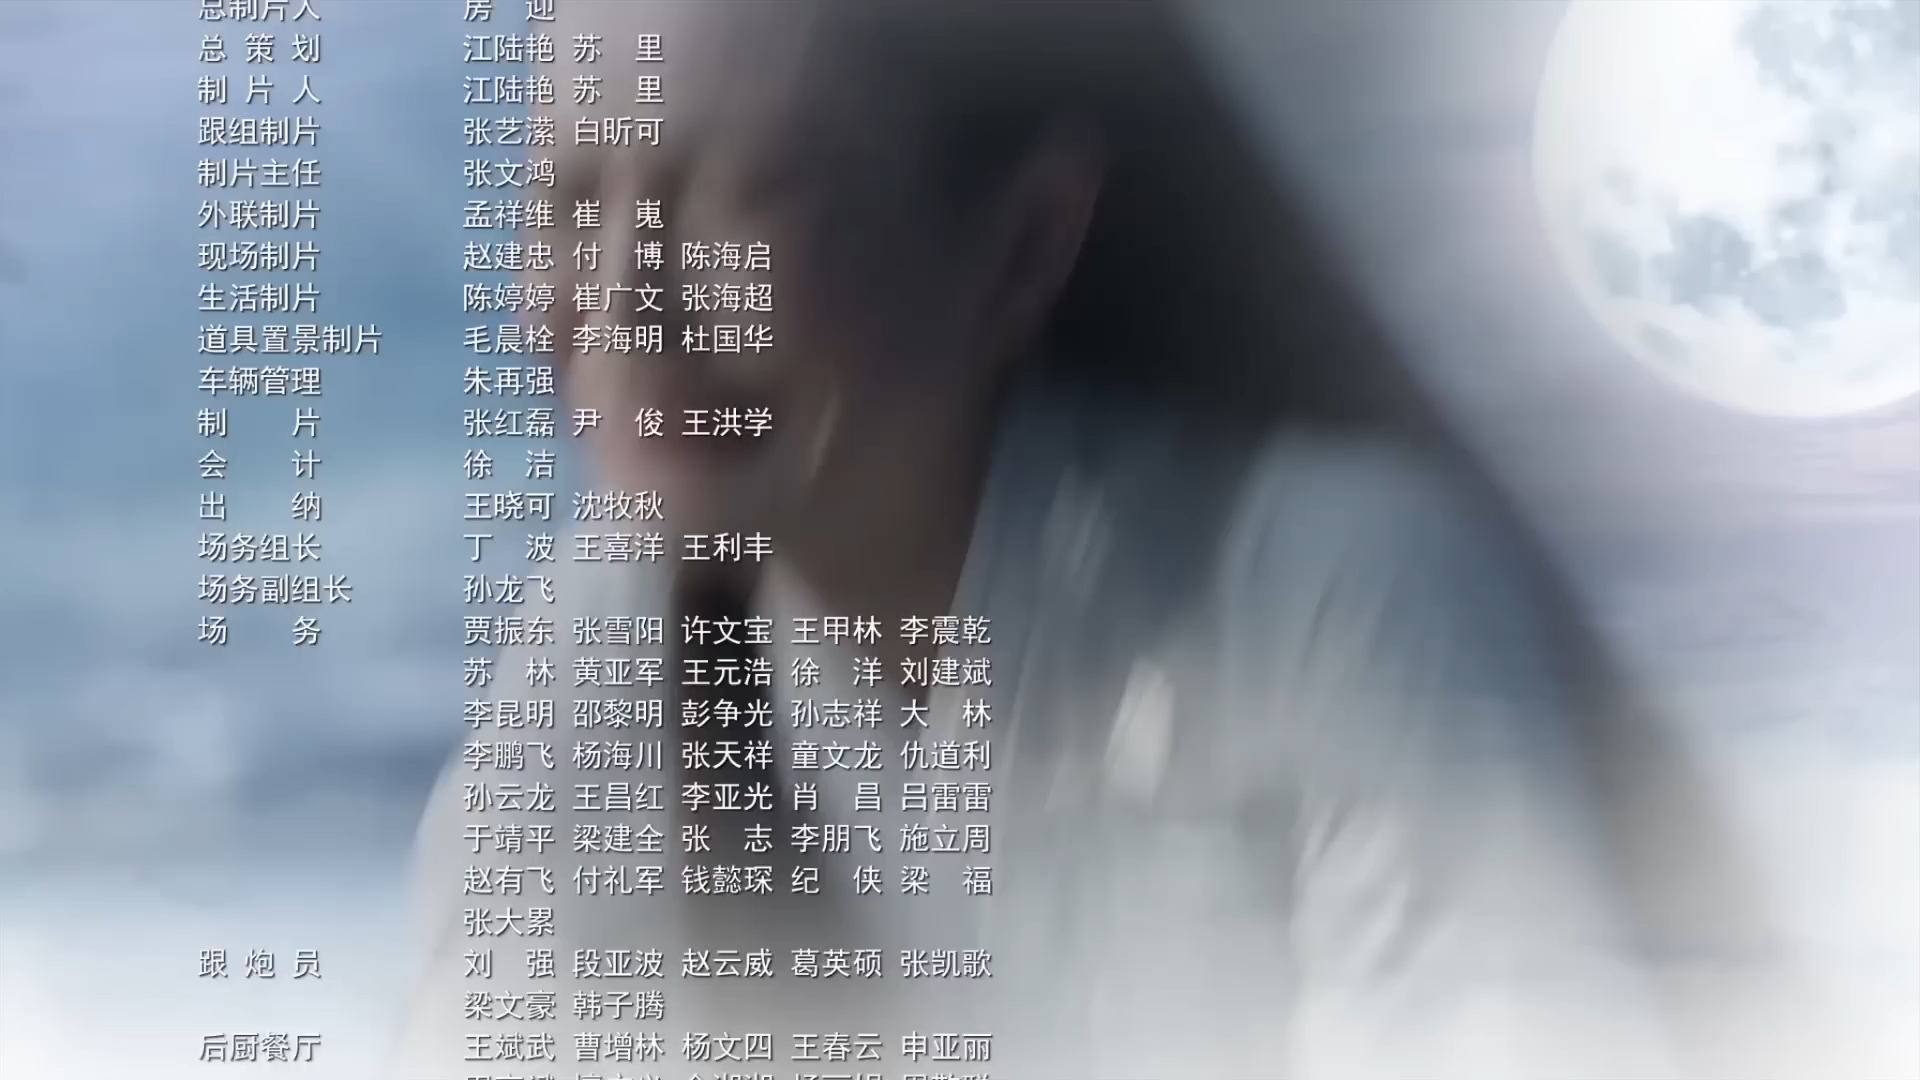 总制片人 房 迎
总 策 划 江陆艳 苏 里
制 片 人 江陆艳 苏 里
跟组制片 张艺潆 白昕可
制片主任 张文鸿
外联制片 孟祥维 崔 嵬
现场制片 赵建忠 付 博 陈海启
生活制片 陈婷婷 崔广文 张海超
道具置景制片 毛晨栓 李海明 杜国华
车辆管理 朱再强
制 片 张红磊 尹 俊 王洪学
会 计 徐 洁
出 纳 王晓可 沈牧秋
场务组长 丁 波 王喜洋 王利丰
场务副组长 孙龙飞
场 务 贾振东 张雪阳 许文宝 王甲林 李震乾
苏 林 黄亚军 王元浩 徐 洋 刘建斌
李昆明 邵黎明 彭争光 孙志祥 大 林
李鹏飞 杨海川 张天祥 童文龙 仇道利
孙云龙 王昌红 李亚光 肖 昌 吕雷雷
于靖平 梁建全 张 志 李朋飞 施立周
赵有飞 付礼军 钱懿琛 纪 侠 梁 福
张大累
跟 炮 员 刘 强 段亚波 赵云威 葛英硕 张凯歌
梁文豪 韩子腾
后厨餐厅 王斌武 曹增林 杨文四 王春云 申亚丽